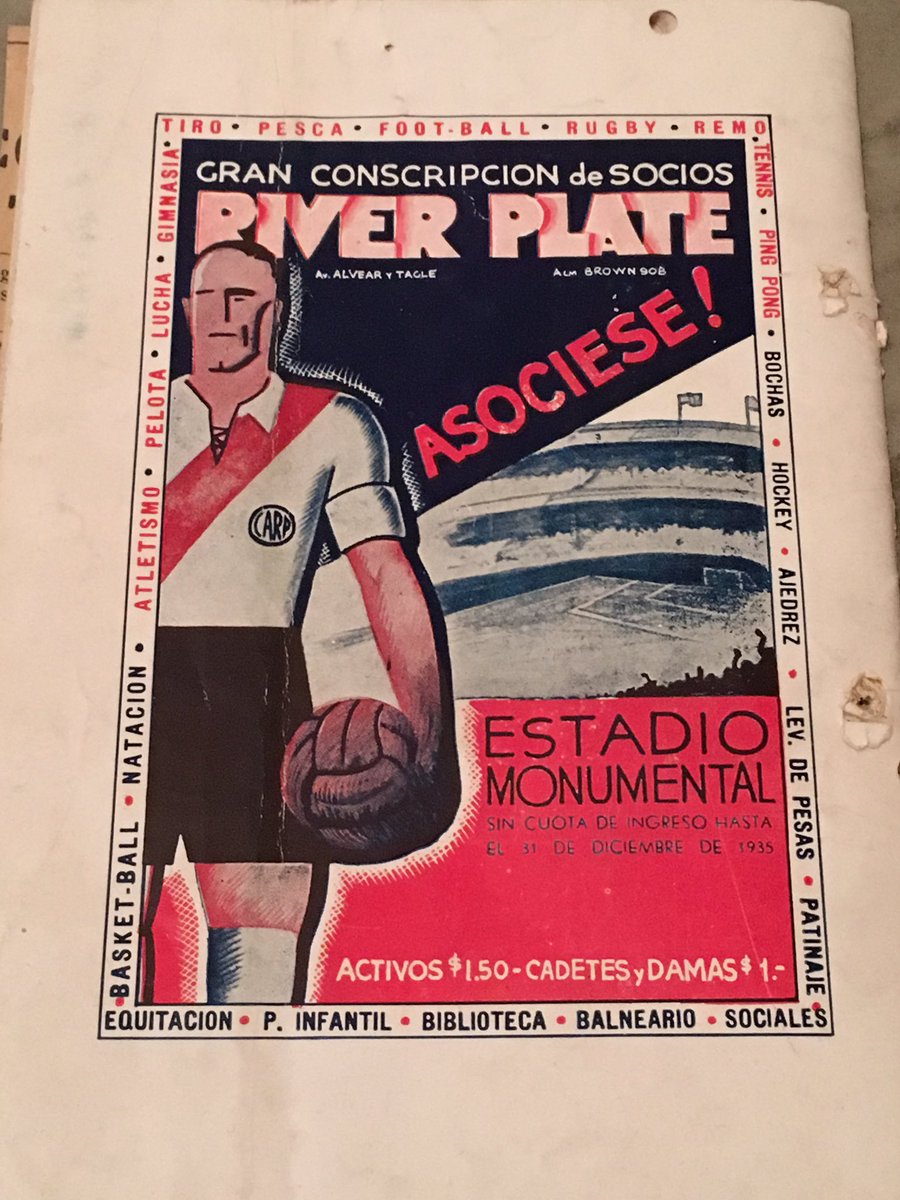 TIRO • PESCA • FOOT-BALL • RUGBY • REMO
TENNIS • PING PONG • BOCHAS • HOCKEY • AJEDREZ • LEV. DE PESAS • PATINAJE
BASKET-BALL • NATACION • ATLETISMO • PELOTA • LUCHA • GIMNASIA
GRAN CONSCRIPCION de SOCIOS
RIVER PLATE
Av. ALVEAR Y TAGLE
ALM BROWN 908
ASOCIESE!
CARP
ESTADIO
MONUMENTAL
SIN CUOTA DE INGRESO HASTA
EL 31 DE DICIEMBRE DE 1935
ACTIVOS $1.50 - CADETES y DAMAS $1.-
EQUITACION • P. INFANTIL • BIBLIOTECA • BALNEARIO • SOCIALES